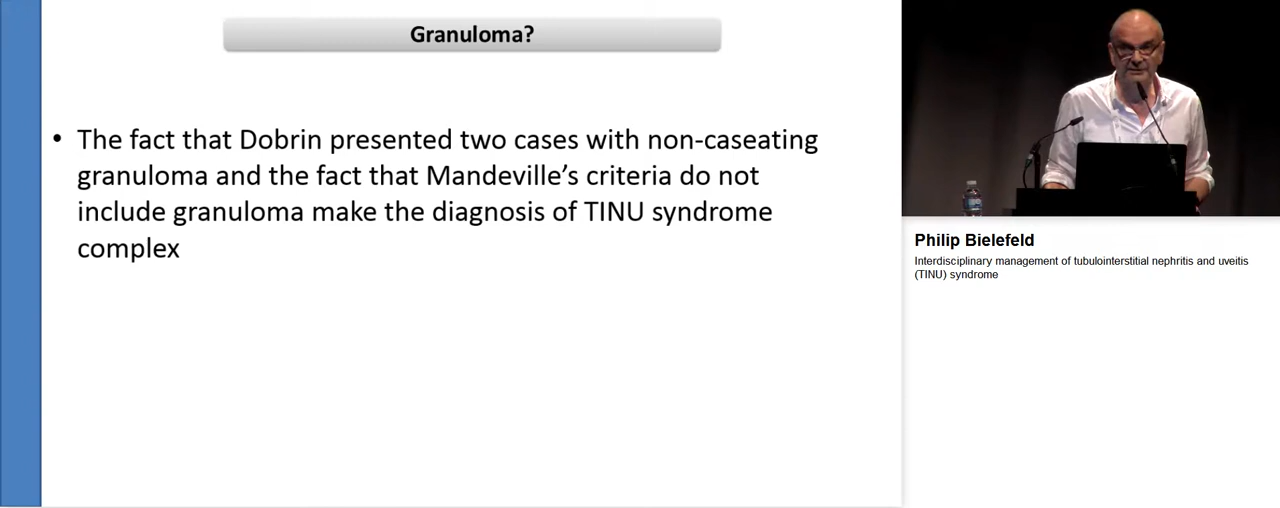 Granuloma?
• The fact that Dobrin presented two cases with non-caseating
granuloma and the fact that Mandeville's criteria do not
include granuloma make the diagnosis of TINU syndrome
complex
Philip Bielefeld
Interdisciplinary management of tubulointerstitial nephritis and uveitis
(TINU) syndrome